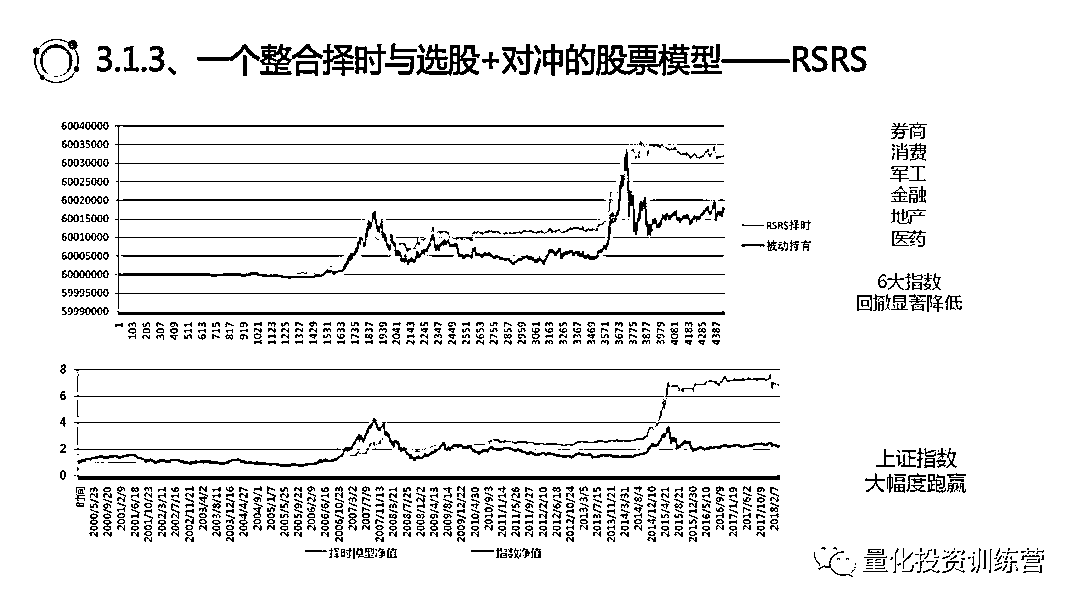 3.1.3、一个整合择时与选股+对冲的股票模型——RSRS
60040000
60035000
60030000
60025000
60020000
60015000
60010000
60005000
60000000
59995000
59990000
1 103 205 307 409 511 613 715 817 919 1021 1123 1225 1327 1429 1531 1633 1735 1837 1939 2041 2143 2245 2347 2449 2551 2653 2755 2857 2959 3061 3163 3265 3367 3469 3571 3673 3775 3877 3979 4081 4183 4285 4387
RSRS择时
被动持有
券商
消费
军工
金融
地产
医药
6大指数
回撤显著降低
8
6
4
2
0
时间 2000/5/23 2000/9/20 2001/2/9 2001/6/18 2001/10/23 2002/3/12 2002/7/16 2002/11/21 2003/4/2 2003/8/11 2003/12/16 2004/4/27 2004/9/1 2005/1/7 2005/5/25 2005/9/22 2006/2/9 2006/6/16 2006/10/23 2007/3/2 2007/7/9 2007/11/13 2008/3/21 2008/7/25 2008/12/2 2009/4/13 2009/8/14 2009/12/22 2010/4/30 2010/9/3 2011/1/14 2011/5/26 2011/9/27 2012/2/10 2012/6/18 2012/10/24 2013/3/5 2013/7/15 2013/11/21 2014/3/31 2014/8/4 2014/12/10 2015/4/21 2015/8/21 2015/12/30 2016/5/10 2016/9/9 2017/1/19 2017/6/2 2017/10/9 2018/2/7
择时模型净值
指数净值
上证指数
大幅度跑赢
量化投资训练营